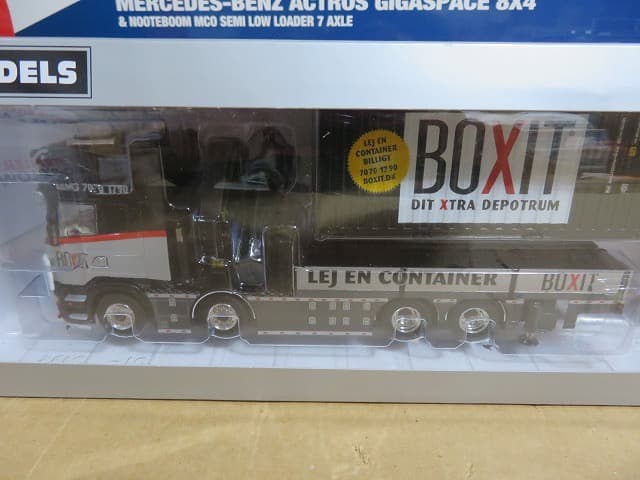 MERCEDES-BENZ ACTROS GIGASPACE 8X4
& NOOTEBOOM MCO SEMI LOW LOADER 7 AXLE
DELS
LEJ EN
CONTAINER
BILLIGT
7070 1790
BOXIT.DK
BOXIT
DIT XTRA DEPOTRUM
LEJ EN CONTAINER
BOXIT